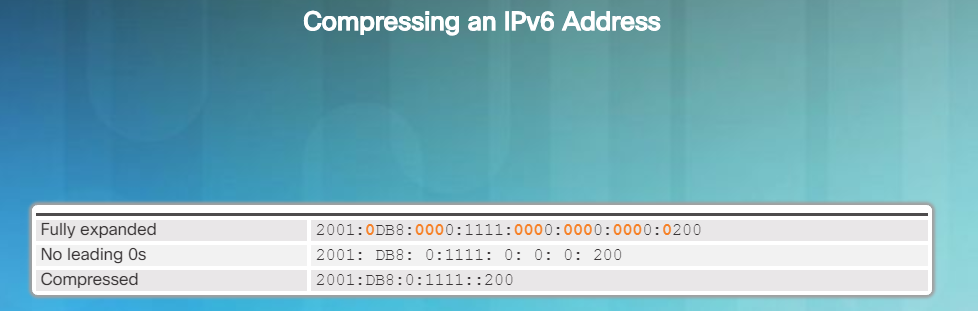 Compressing an IPv6 Address
Fully expanded 2001:0DB8:0000:1111:0000:0000:0000:0200
No leading 0s 2001: DB8: 0:1111: 0: 0: 0: 200
Compressed 2001:DB8:0:1111::200